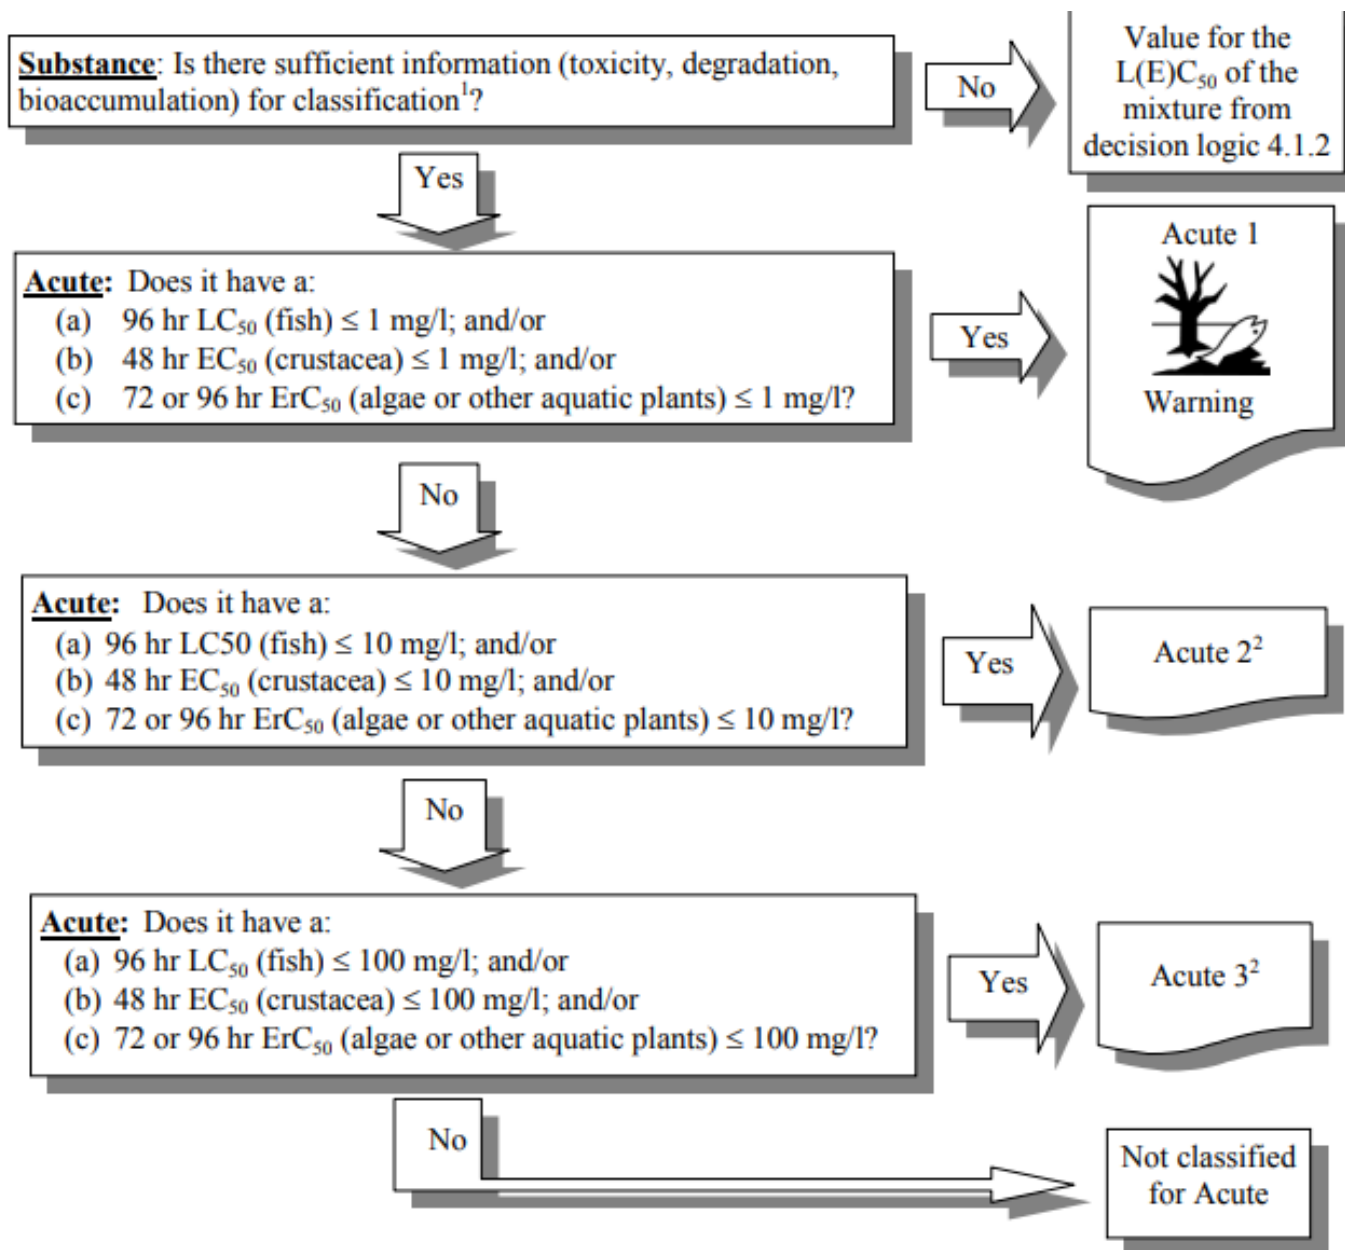 Substance: Is there sufficient information (toxicity, degradation,
bioaccumulation) for classification¹?
No
Value for the
L(E)C₅₀ of the
mixture from
decision logic 4.1.2
Yes
Acute: Does it have a:
(a) 96 hr LC₅₀ (fish) ≤ 1 mg/l; and/or
(b) 48 hr EC₅₀ (crustacea) ≤ 1 mg/l; and/or
(c) 72 or 96 hr ErC₅₀ (algae or other aquatic plants) ≤ 1 mg/l?
Yes
Acute 1
Warning
No
Acute: Does it have a:
(a) 96 hr LC50 (fish) ≤ 10 mg/l; and/or
(b) 48 hr EC₅₀ (crustacea) ≤ 10 mg/l; and/or
(c) 72 or 96 hr ErC₅₀ (algae or other aquatic plants) ≤ 10 mg/l?
Yes
Acute 2²
No
Acute: Does it have a:
(a) 96 hr LC₅₀ (fish) ≤ 100 mg/l; and/or
(b) 48 hr EC₅₀ (crustacea) ≤ 100 mg/l; and/or
(c) 72 or 96 hr ErC₅₀ (algae or other aquatic plants) ≤ 100 mg/l?
Yes
Acute 3²
No
Not classified
for Acute